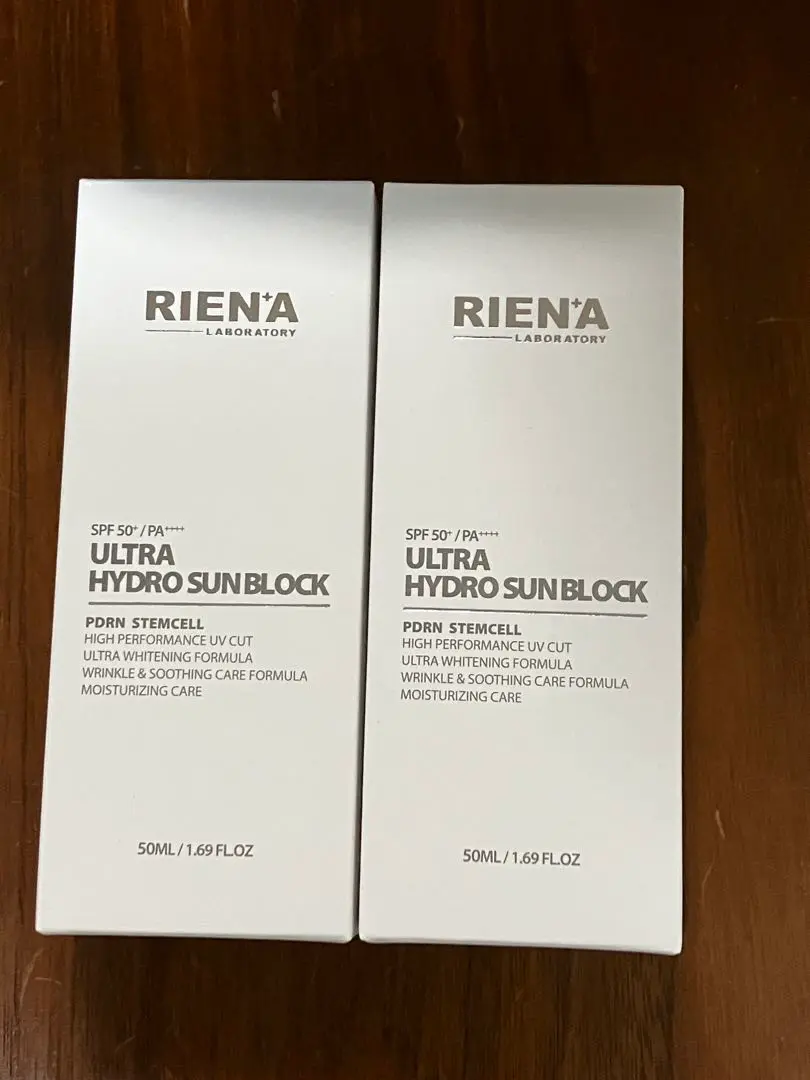 RIEN+A
LABORATORY
SPF 50+ / PA++++
ULTRA
HYDRO SUN BLOCK
PDRN STEMCELL
HIGH PERFORMANCE UV CUT
ULTRA WHITENING FORMULA
WRINKLE & SOOTHING CARE FORMULA
MOISTURIZING CARE
50ML / 1.69 FL.OZ
RIEN+A
LABORATORY
SPF 50+ / PA++++
ULTRA
HYDRO SUN BLOCK
PDRN STEMCELL
HIGH PERFORMANCE UV CUT
ULTRA WHITENING FORMULA
WRINKLE & SOOTHING CARE FORMULA
MOISTURIZING CARE
50ML / 1.69 FL.OZ